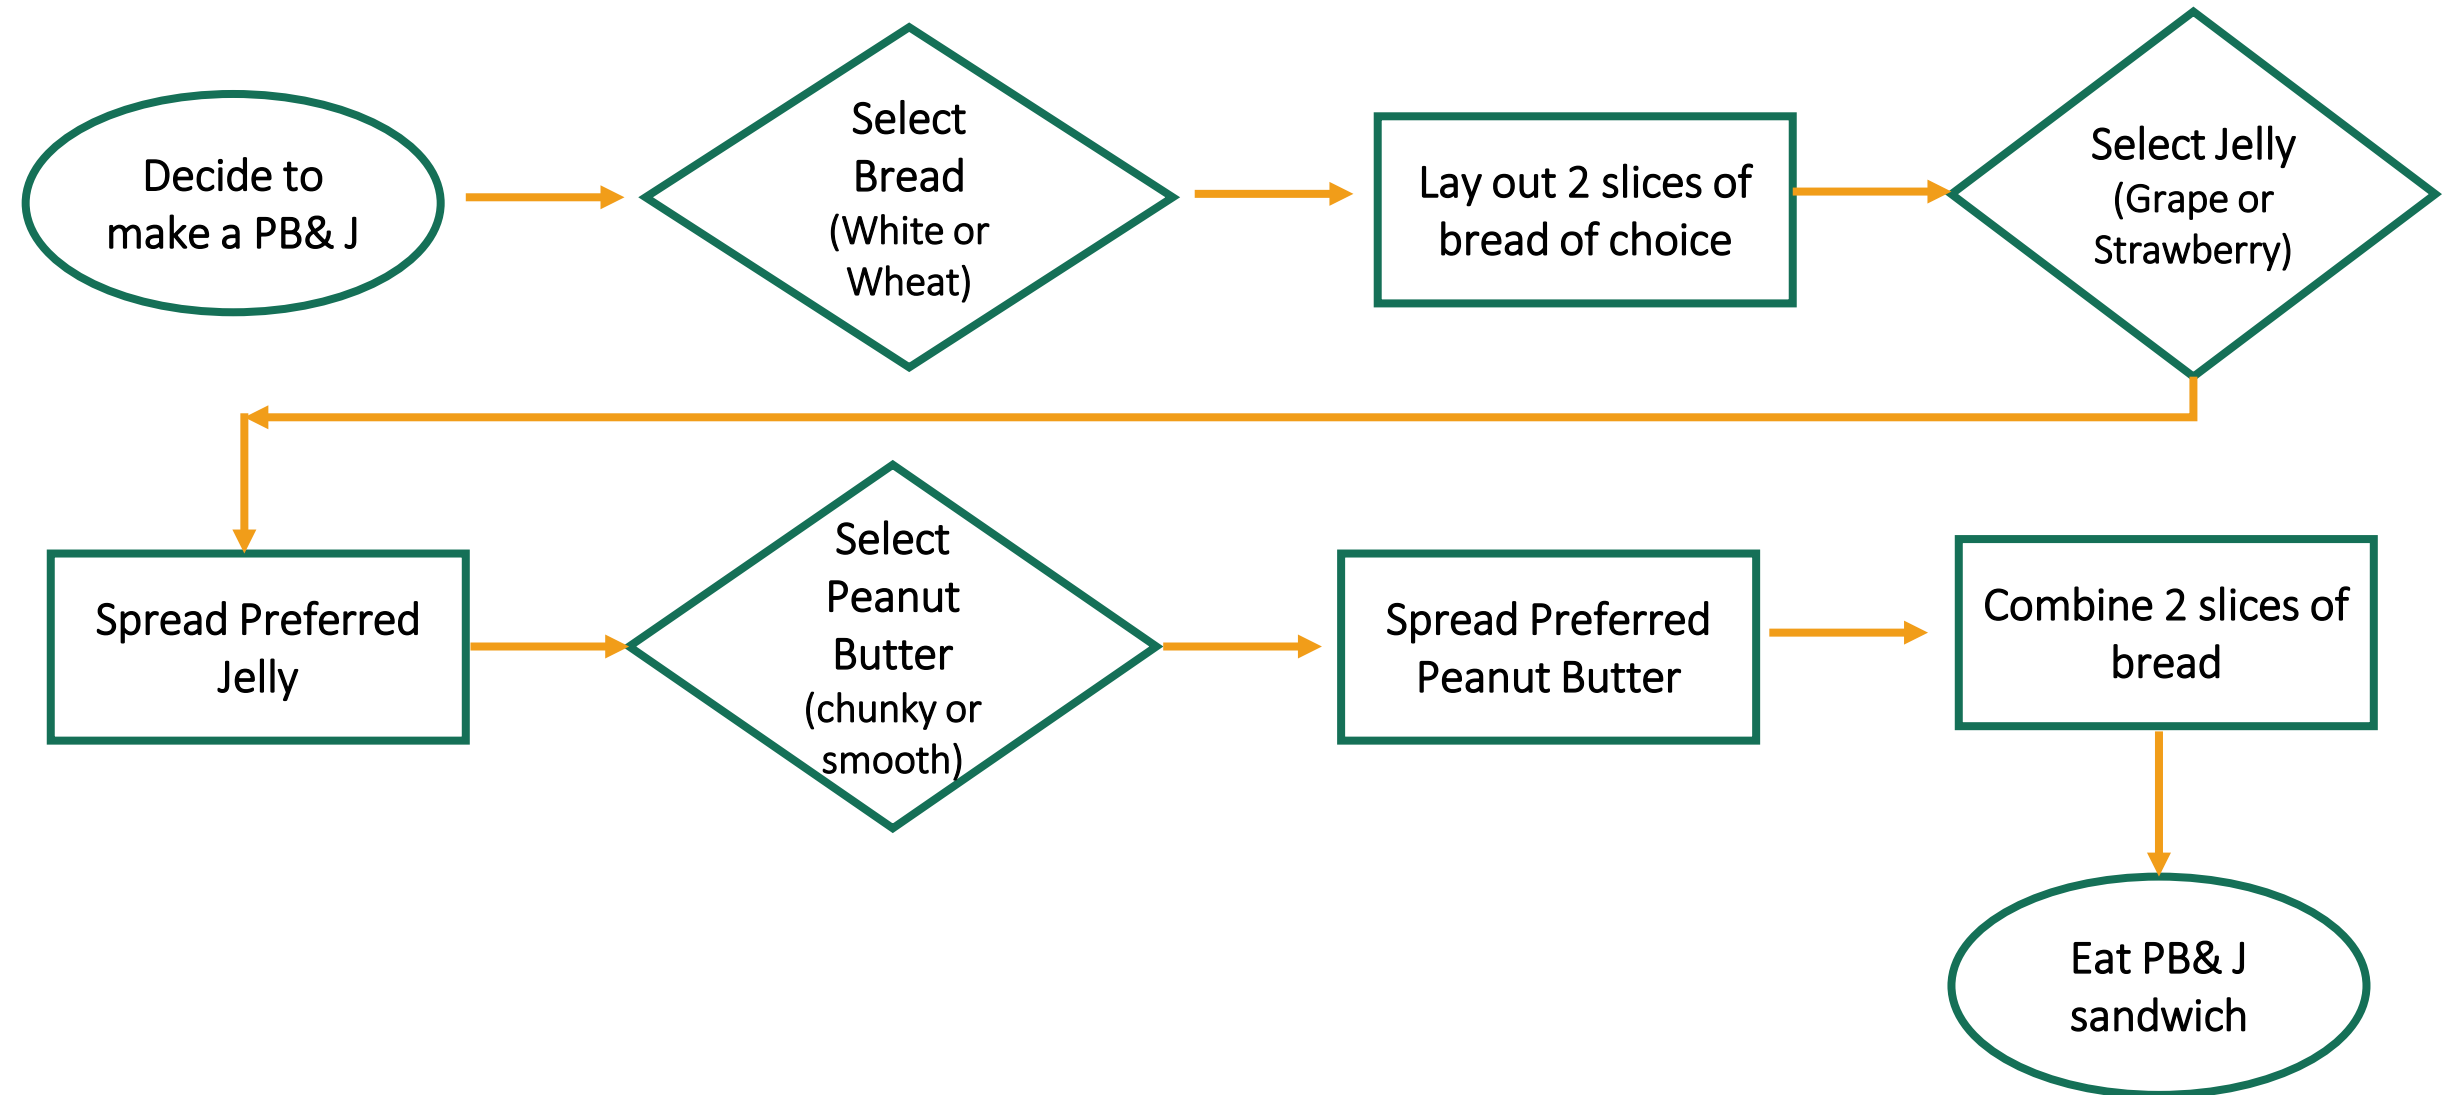 Decide to
make a PB& J
Select
Bread
(White or
Wheat)
Lay out 2 slices of
bread of choice
Select Jelly
(Grape or
Strawberry)
Spread Preferred
Jelly
Select
Peanut
Butter
(chunky or
smooth)
Spread Preferred
Peanut Butter
Combine 2 slices of
bread
Eat PB& J
sandwich